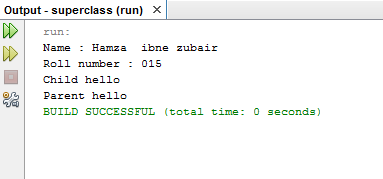 Output - superclass (run)
run:
Name : Hamza  ibne zubair
Roll number : 015
Child hello
Parent hello
BUILD SUCCESSFUL (total time: 0 seconds)